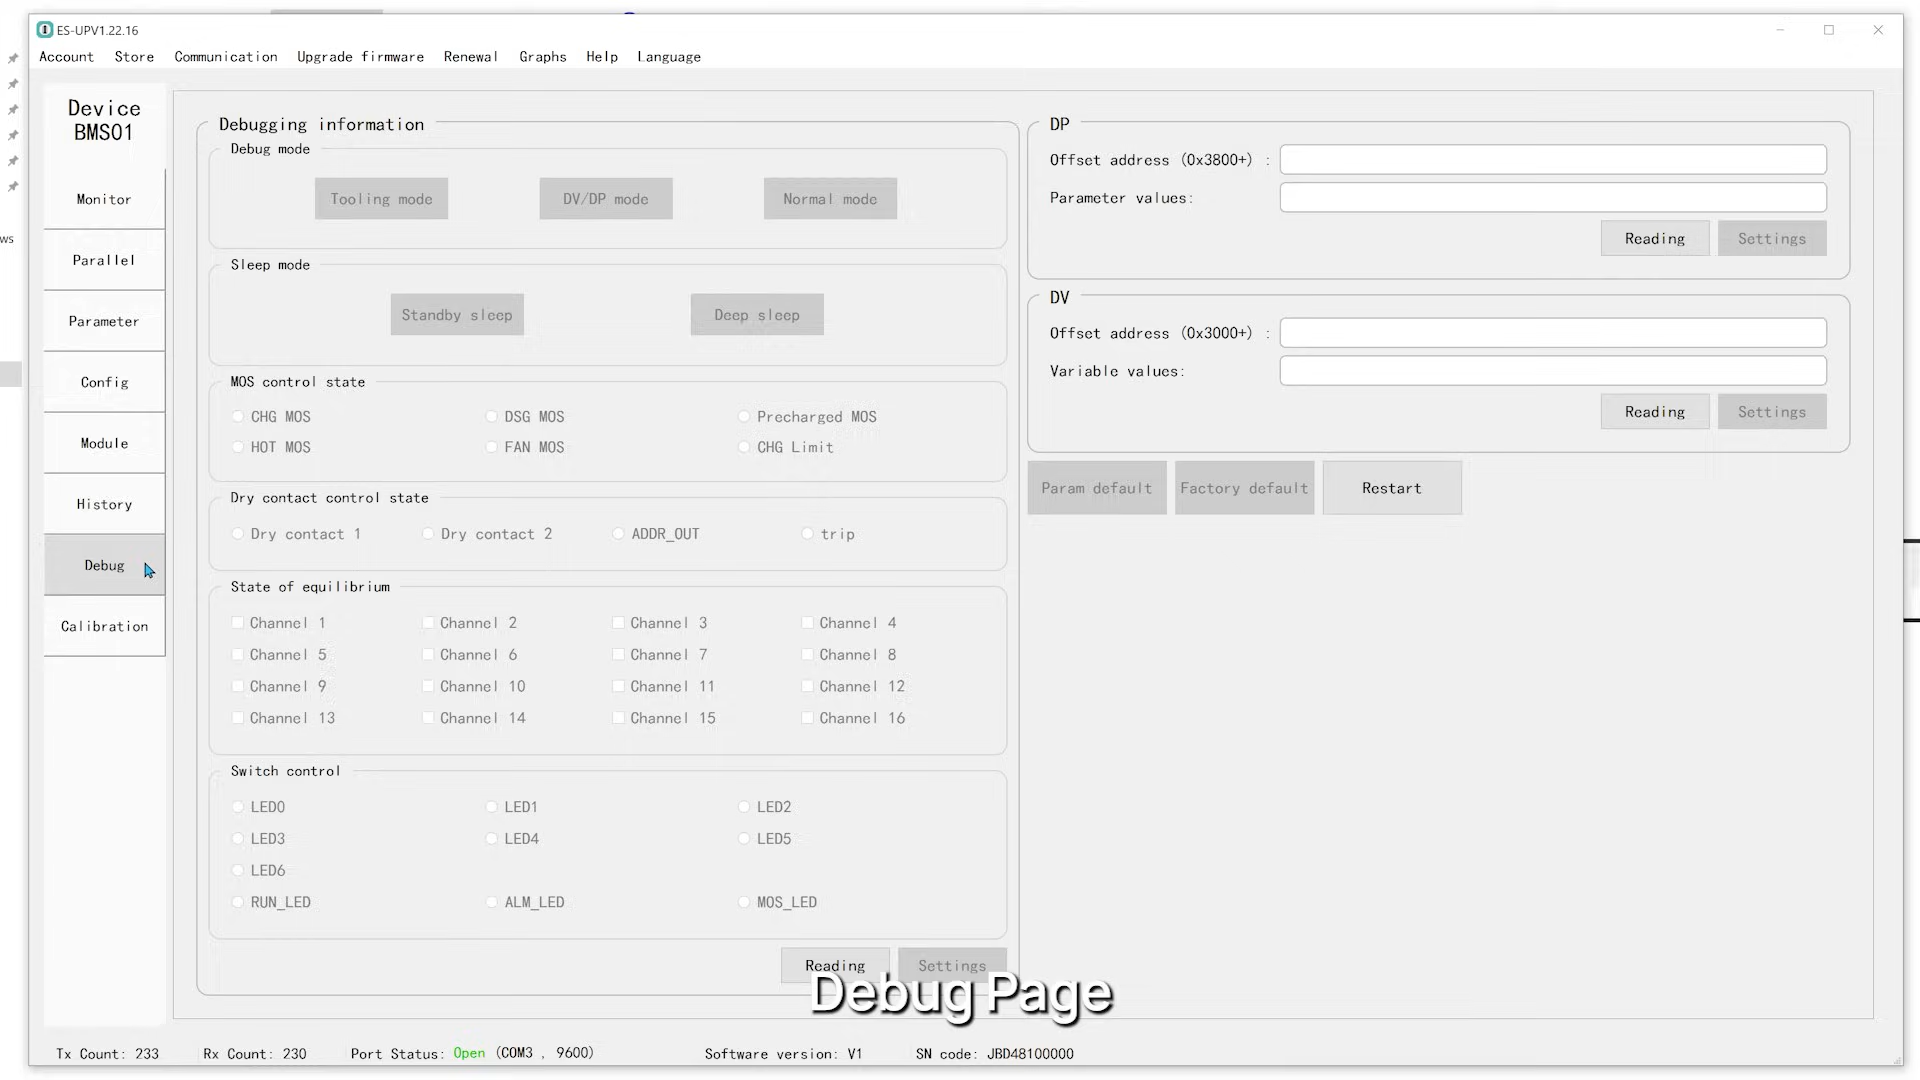 ES-UPV1.22.16
Account Store Communication Upgrade firmware Renewal Graphs Help Language
ws
Device
BMS01
Monitor
Parallel
Parameter
Config
Module
History
Debug
Calibration
Debugging information
Debug mode
Tooling mode DV/DP mode Normal mode
Sleep mode
Standby sleep Deep sleep
MOS control state
CHG MOS DSG MOS Precharged MOS
HOT MOS FAN MOS CHG Limit
Dry contact control state
Dry contact 1 Dry contact 2 ADDR_OUT trip
State of equilibrium
Channel 1 Channel 2 Channel 3 Channel 4
Channel 5 Channel 6 Channel 7 Channel 8
Channel 9 Channel 10 Channel 11 Channel 12
Channel 13 Channel 14 Channel 15 Channel 16
Switch control
LED0 LED1 LED2
LED3 LED4 LED5
LED6
RUN_LED ALM_LED MOS_LED
Reading Settings
DP
Offset address (0x3800+) :
Parameter values:
Reading Settings
DV
Offset address (0x3000+) :
Variable values:
Reading Settings
Param default Factory default Restart
Debug Page
Tx Count: 233 Rx Count: 230 Port Status: Open (COM3 , 9600) Software version: V1 SN code: JBD48100000